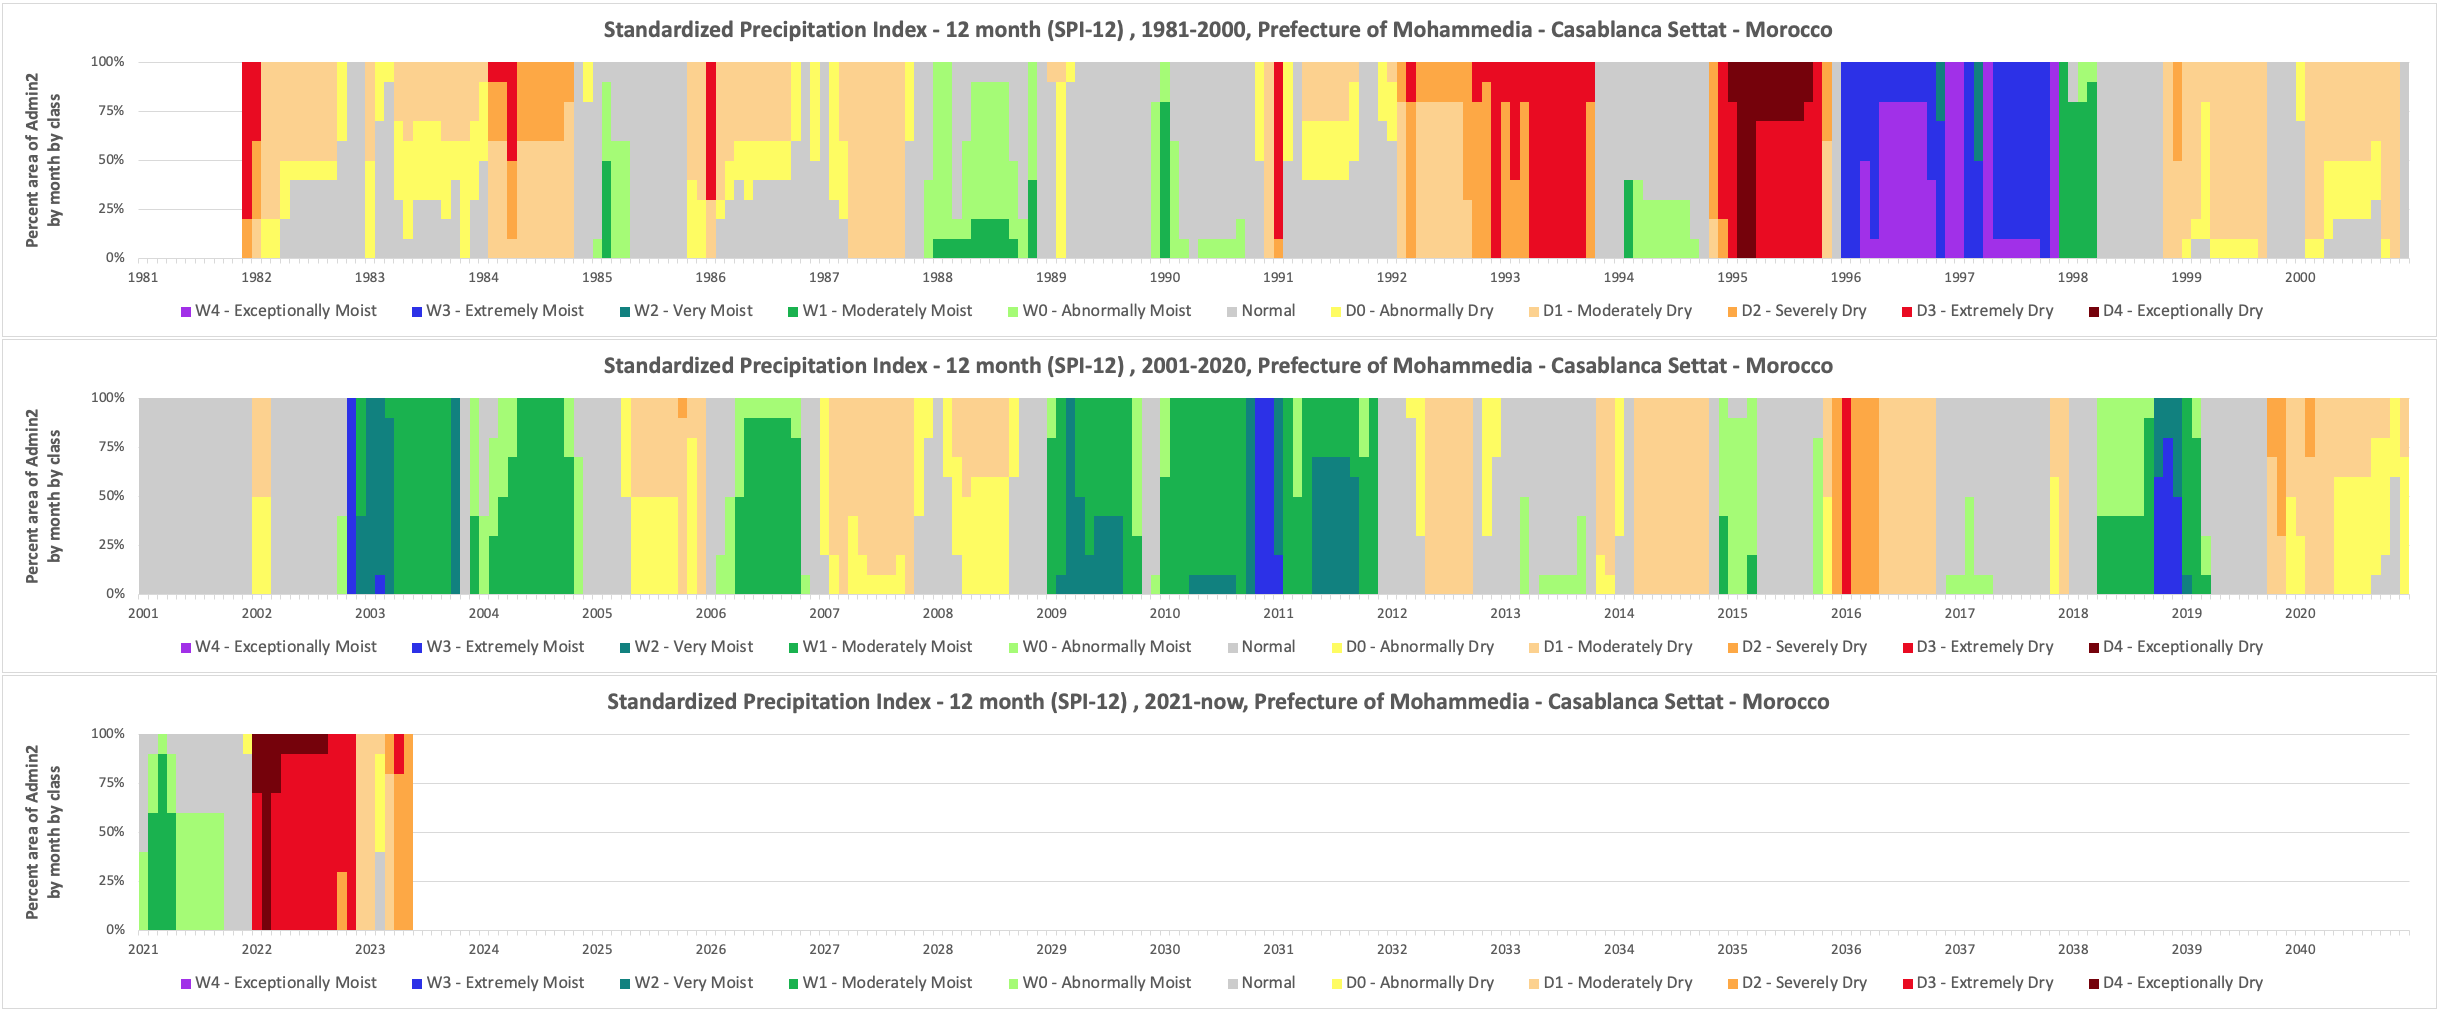 Standardized Precipitation Index - 12 month (SPI-12) , 1981-2000, Prefecture of Mohammedia - Casablanca Settat - Morocco
Percent area of Admin2
by month by class
100%
75%
50%
25%
0%
1981 1982 1983 1984 1985 1986 1987 1988 1989 1990 1991 1992 1993 1994 1995 1996 1997 1998 1999 2000
W4 - Exceptionally Moist W3 - Extremely Moist W2 - Very Moist W1 - Moderately Moist W0 - Abnormally Moist Normal D0 - Abnormally Dry D1 - Moderately Dry D2 - Severely Dry D3 - Extremely Dry D4 - Exceptionally Dry
Standardized Precipitation Index - 12 month (SPI-12) , 2001-2020, Prefecture of Mohammedia - Casablanca Settat - Morocco
Percent area of Admin2
by month by class
100%
75%
50%
25%
0%
2001 2002 2003 2004 2005 2006 2007 2008 2009 2010 2011 2012 2013 2014 2015 2016 2017 2018 2019 2020
W4 - Exceptionally Moist W3 - Extremely Moist W2 - Very Moist W1 - Moderately Moist W0 - Abnormally Moist Normal D0 - Abnormally Dry D1 - Moderately Dry D2 - Severely Dry D3 - Extremely Dry D4 - Exceptionally Dry
Standardized Precipitation Index - 12 month (SPI-12) , 2021-now, Prefecture of Mohammedia - Casablanca Settat - Morocco
Percent area of Admin2
by month by class
100%
75%
50%
25%
0%
2021 2022 2023 2024 2025 2026 2027 2028 2029 2030 2031 2032 2033 2034 2035 2036 2037 2038 2039 2040
W4 - Exceptionally Moist W3 - Extremely Moist W2 - Very Moist W1 - Moderately Moist W0 - Abnormally Moist Normal D0 - Abnormally Dry D1 - Moderately Dry D2 - Severely Dry D3 - Extremely Dry D4 - Exceptionally Dry